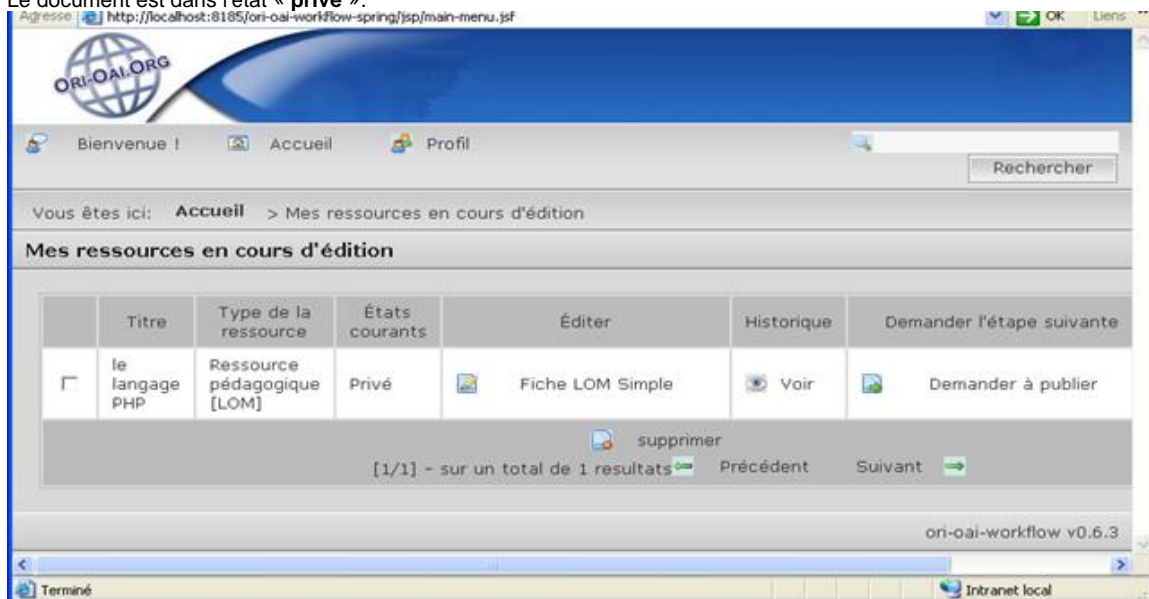 Le document est dans l'état « privé ».
Adresse http://localhost:8185/ori-oai-workflow-spring/jsp/main-menu.jsf OK Liens »
ORI-OAI.ORG
Bienvenue ! Accueil Profil
Rechercher
Vous êtes ici: Accueil > Mes ressources en cours d'édition
Mes ressources en cours d'édition
Titre Type de la ressource États courants Éditer Historique Demander l'étape suivante
le langage PHP Ressource pédagogique [LOM] Privé Fiche LOM Simple Voir Demander à publier
supprimer
[1/1] - sur un total de 1 resultats Précédent Suivant
ori-oai-workflow v0.6.3
Terminé Intranet local